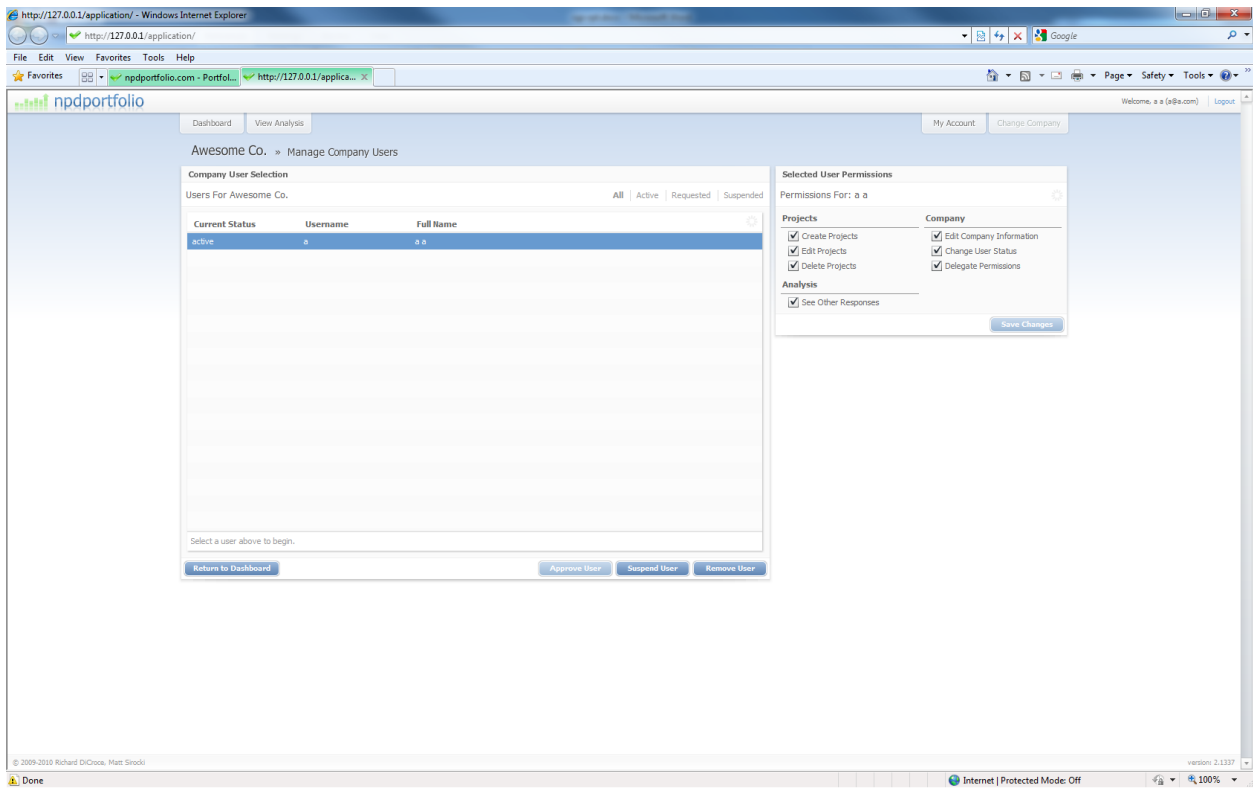 http://127.0.0.1/application/ - Windows Internet Explorer
http://127.0.0.1/application/
Google
File Edit View Favorites Tools Help
Favorites npdportfolio.com - Portfol... http://127.0.0.1/applica... Page Safety Tools
npdportfolio Welcome, a a (a@a.com) Logout
Dashboard View Analysis My Account Change Company
Awesome Co. » Manage Company Users
Company User Selection
Users For Awesome Co. All Active Requested Suspended
Current Status Username Full Name
active a a a
Select a user above to begin.
Return to Dashboard Approve User Suspend User Remove User
Selected User Permissions
Permissions For: a a
Projects
Create Projects
Edit Projects
Delete Projects
Analysis
See Other Responses
Company
Edit Company Information
Change User Status
Delegate Permissions
Save Changes
© 2009-2010 Richard DiCroce, Matt Sirocki version: 2.1337
Done Internet | Protected Mode: Off 100%